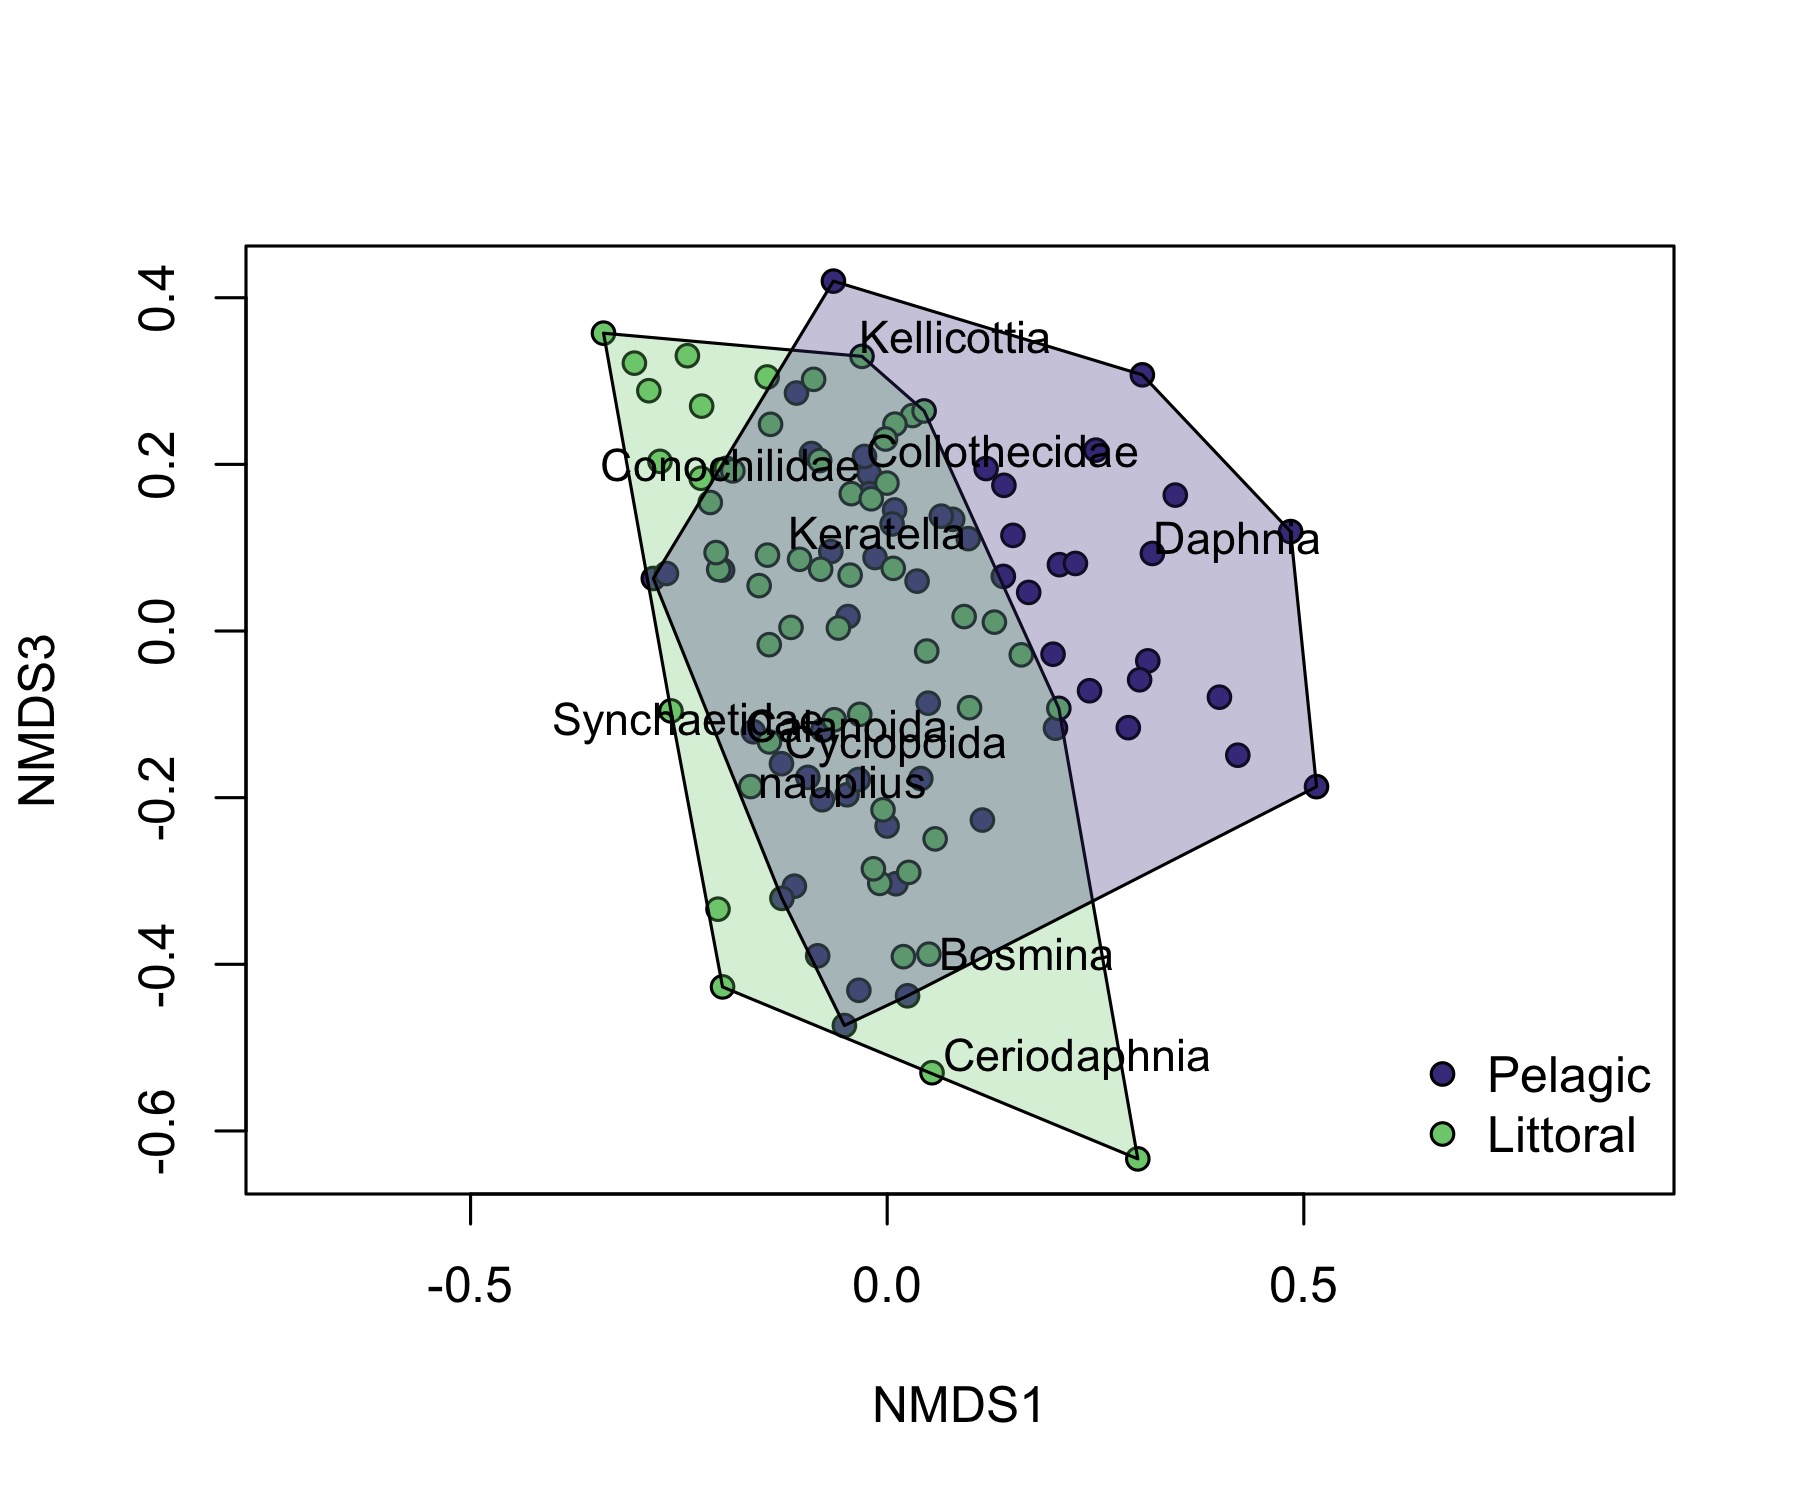 0.4
0.2
0.0
-0.2
-0.4
-0.6
NMDS3
Kellicottia
Collothecidae
Conochilidae
Keratella
Daphnia
Synchaetidae
Calanoida
Cyclopoida
nauplius
Bosmina
Ceriodaphnia
Pelagic
Littoral
-0.5
0.0
0.5
NMDS1